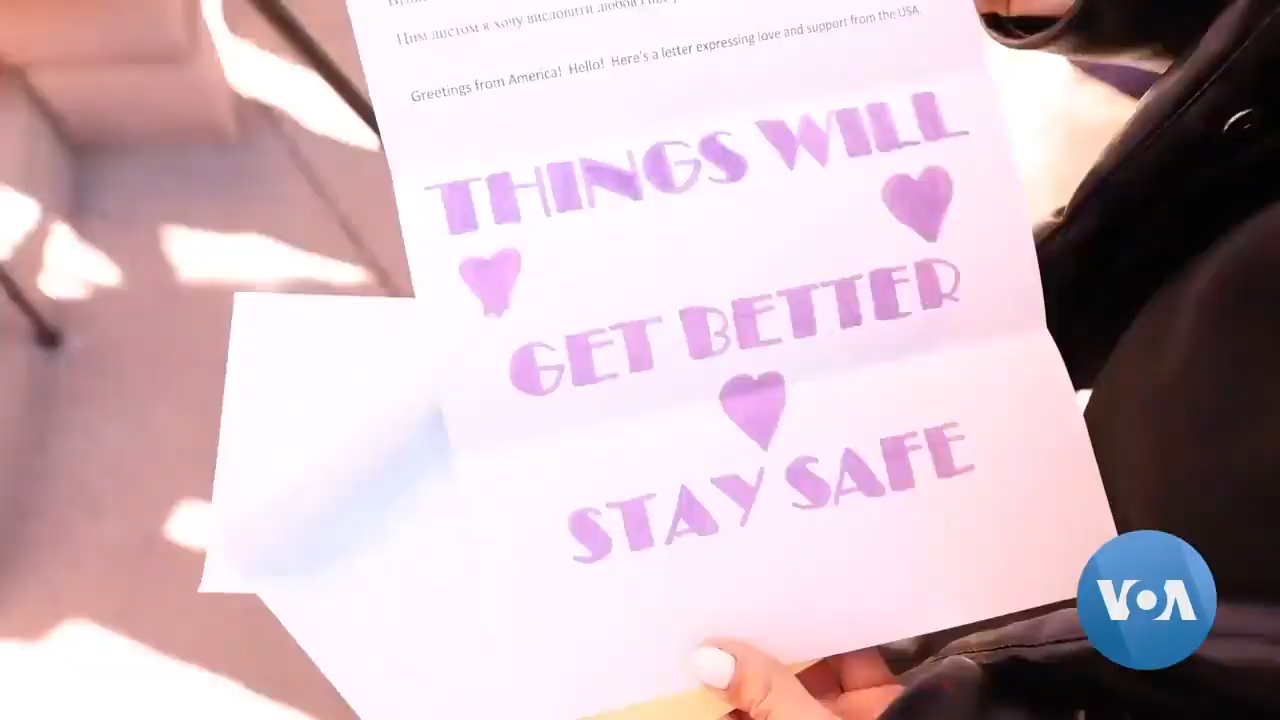 Цим листом я хочу висловити любов і
Greetings from America! Hello! Here's a letter expressing love and support from the USA.
THINGS WILL
GET BETTER
STAY SAFE
VOA